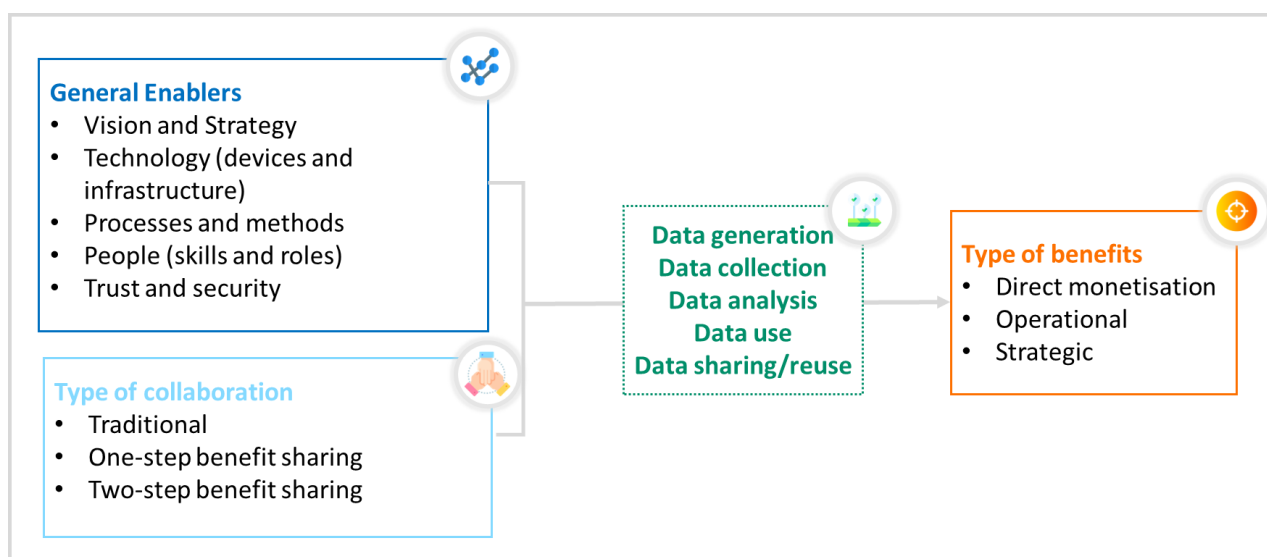 General Enablers
• Vision and Strategy
• Technology (devices and
infrastructure)
• Processes and methods
• People (skills and roles)
• Trust and security
Type of collaboration
• Traditional
• One-step benefit sharing
• Two-step benefit sharing
Data generation
Data collection
Data analysis
Data use
Data sharing/reuse
Type of benefits
• Direct monetisation
• Operational
• Strategic